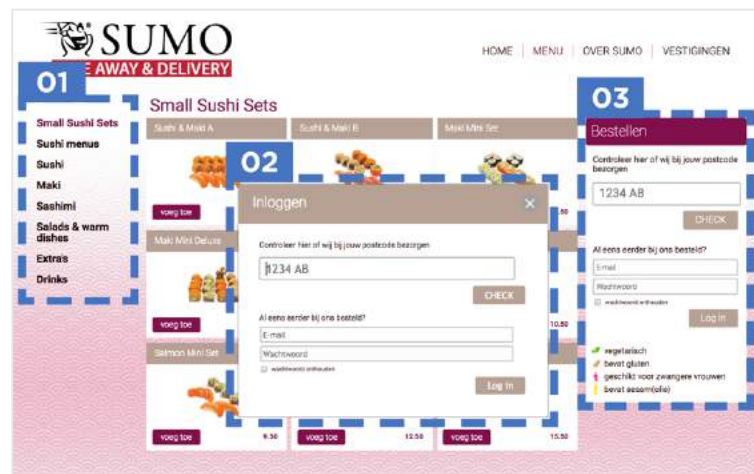 SUMO
E AWAY & DELIVERY
HOME | MENU | OVER SUMO | VESTIGINGEN
01
Small Sushi Sets
Sushi menus
Sushi
Maki
Sashimi
Salads & warm
dishes
Extra's
Drinks
Small Sushi Sets
Sushi & Maki A
Sushi & Maki B
Maki Mini Set
voeg toe
.50
Maki Mini Deluxe
voeg toe
10.50
Salmon Mini Set
voeg toe
9.50
voeg toe
12.50
voeg toe
15.50
02
Inloggen
Controleer hier of wij bij jouw postcode bezorgen
1234 AB
CHECK
Al eens eerder bij ons besteld?
E-mail
Wachtwoord
wachtwoord onthouden
Log in
03
Bestellen
Controleer hier of wij bij jouw postcode
bezorgen
1234 AB
CHECK
Al eens eerder bij ons besteld?
E-mail
Wachtwoord
wachtwoord onthouden
Log in
vegetarisch
bevat gluten
geschikt voor zwangere vrouwen
bevat sesam(olie)